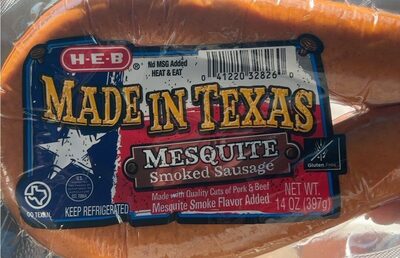 H-E-B ®
No MSG Added
HEAT & EAT
0 41220 32826 0
MADE IN TEXAS
MESQUITE
Smoked Sausage
Made with Quality Cuts of Pork & Beef
Mesquite Smoke Flavor Added
Gluten Free
GO TEXAN.
KEEP REFRIGERATED
NET WT.
14 OZ (397g)